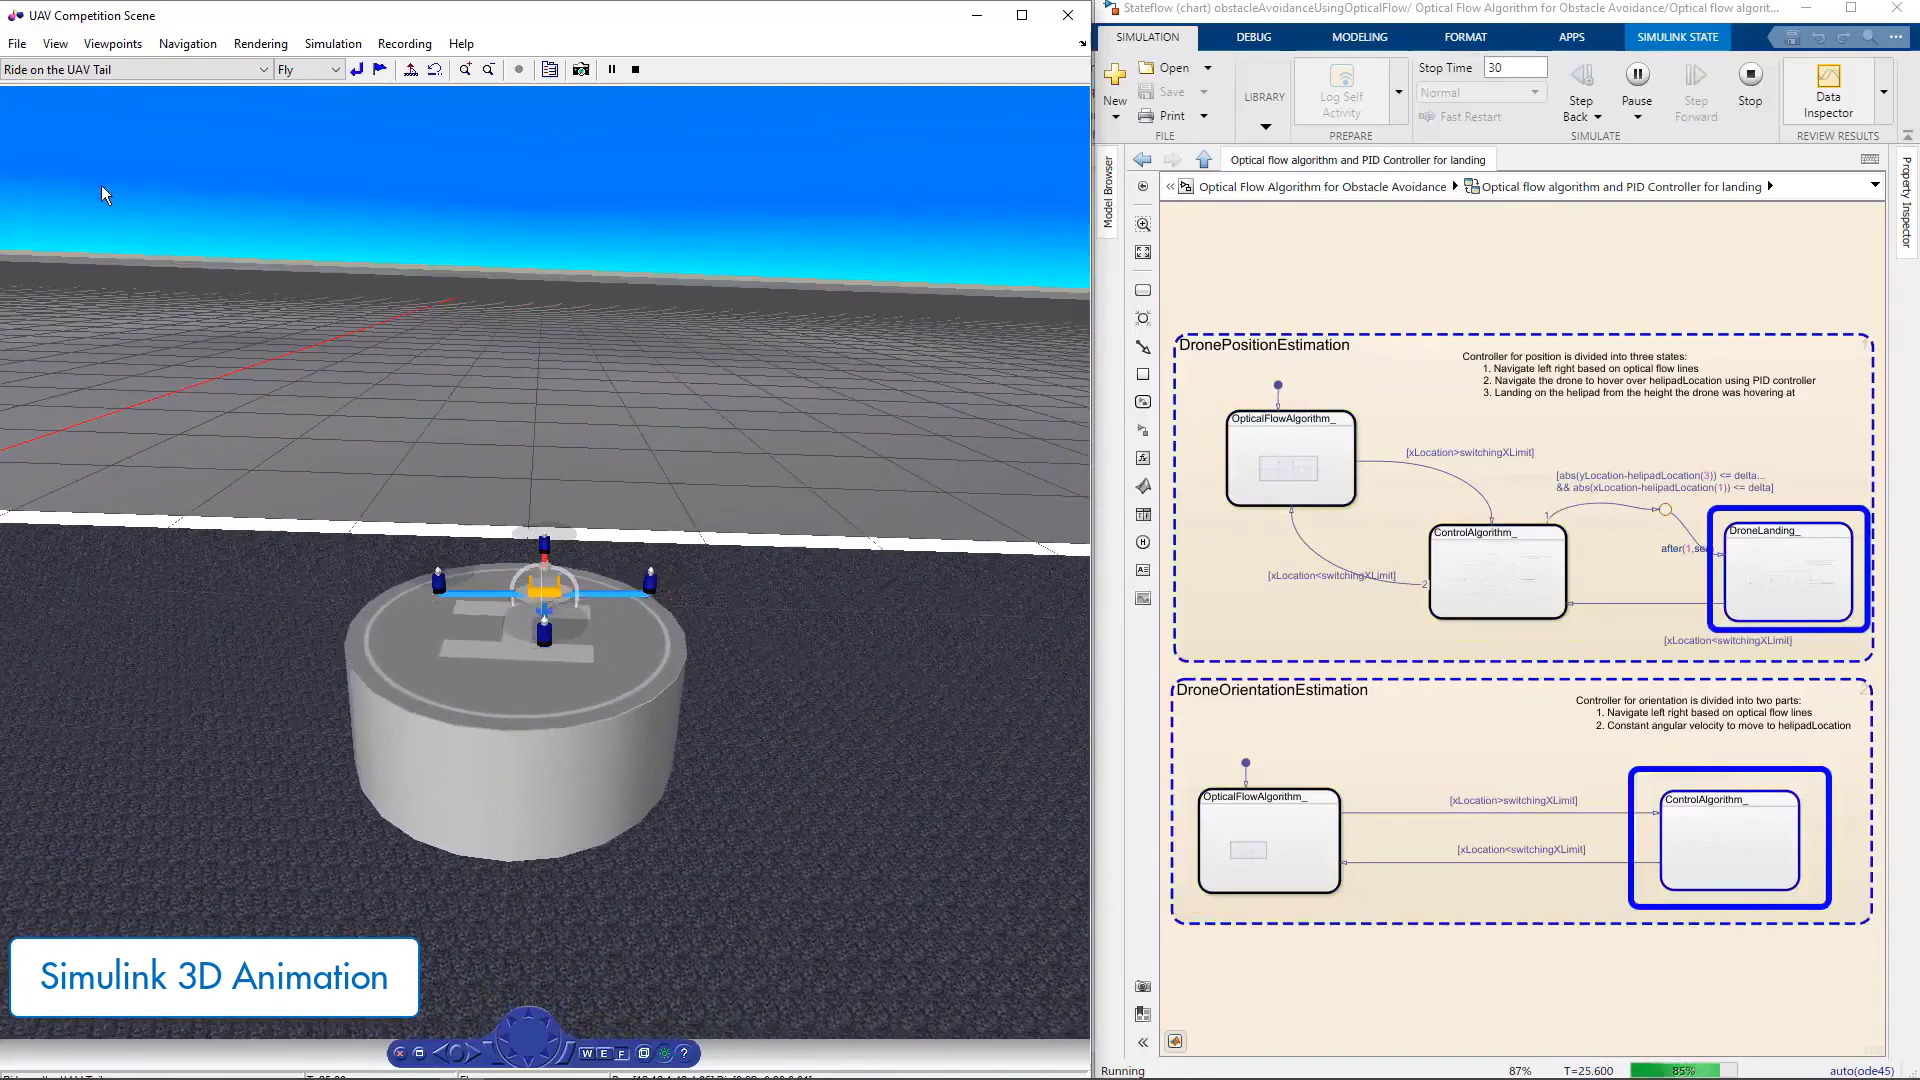 UAV Competition Scene
File View Viewpoints Navigation Rendering Simulation Recording Help
Ride on the UAV Tail Fly
Simulink 3D Animation
W E F ?
Stateflow (chart) obstacleAvoidanceUsingOpticalFlow/ Optical Flow Algorithm for Obstacle Avoidance/Optical flow algorit...
SIMULATION DEBUG MODELING FORMAT APPS SIMULINK STATE
New
Open
Save
Print
FILE
LIBRARY
Log Self
Activity
PREPARE
Stop Time 30
Normal
Fast Restart
Step
Back
Pause
Step
Forward
Stop
SIMULATE
Data
Inspector
REVIEW RESULTS
Model Browser
Property Inspector
Optical flow algorithm and PID Controller for landing
Optical Flow Algorithm for Obstacle Avoidance Optical flow algorithm and PID Controller for landing
DronePositionEstimation
1
Controller for position is divided into three states:
1. Navigate left right based on optical flow lines
2. Navigate the drone to hover over helipadLocation using PID controller
3. Landing on the helipad from the height the drone was hovering at
OpticalFlowAlgorithm_
[xLocation>switchingXLimit]
[abs(yLocation-helipadLocation(3)) <= delta...
&& abs(xLocation-helipadLocation(1)) <= delta]
1
ControlAlgorithm_
DroneLanding_
[xLocation<switchingXLimit]
2
[xLocation<switchingXLimit]
DroneOrientationEstimation
2
Controller for orientation is divided into two parts:
1. Navigate left right based on optical flow lines
2. Constant angular velocity to move to helipadLocation
OpticalFlowAlgorithm_
[xLocation>switchingXLimit]
ControlAlgorithm_
[xLocation<switchingXLimit]
Running 87% T=25.600 85% auto(ode45)